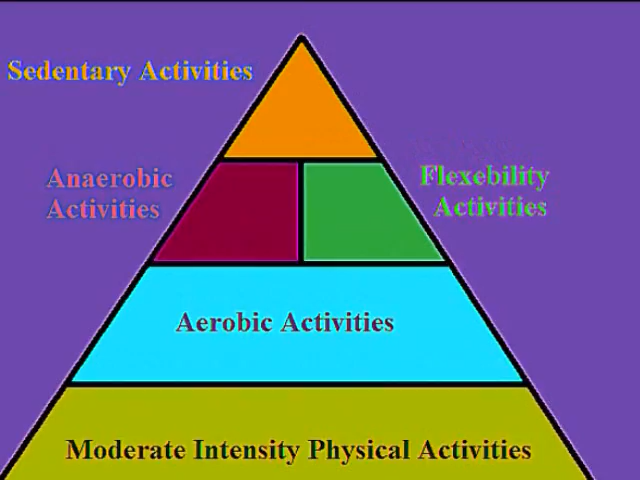 Sedentary Activities
Anaerobic
Activities
Flexebility
Activities
Aerobic Activities
Moderate Intensity Physical Activities